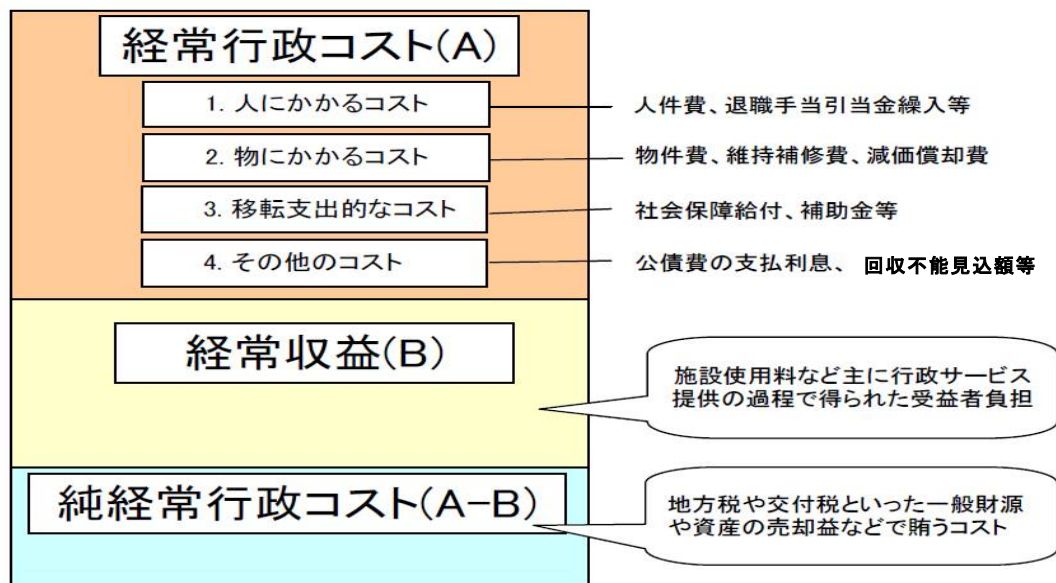 経常行政コスト(A)
1. 人にかかるコスト
人件費、退職手当引当金繰入等
2. 物にかかるコスト
物件費、維持補修費、減価償却費
3. 移転支出的なコスト
社会保障給付、補助金等
4. その他のコスト
公債費の支払利息、 回収不能見込額等
経常収益(B)
施設使用料など主に行政サービス
提供の過程で得られた受益者負担
純経常行政コスト(A-B)
地方税や交付税といった一般財源
や資産の売却益などで賄うコスト